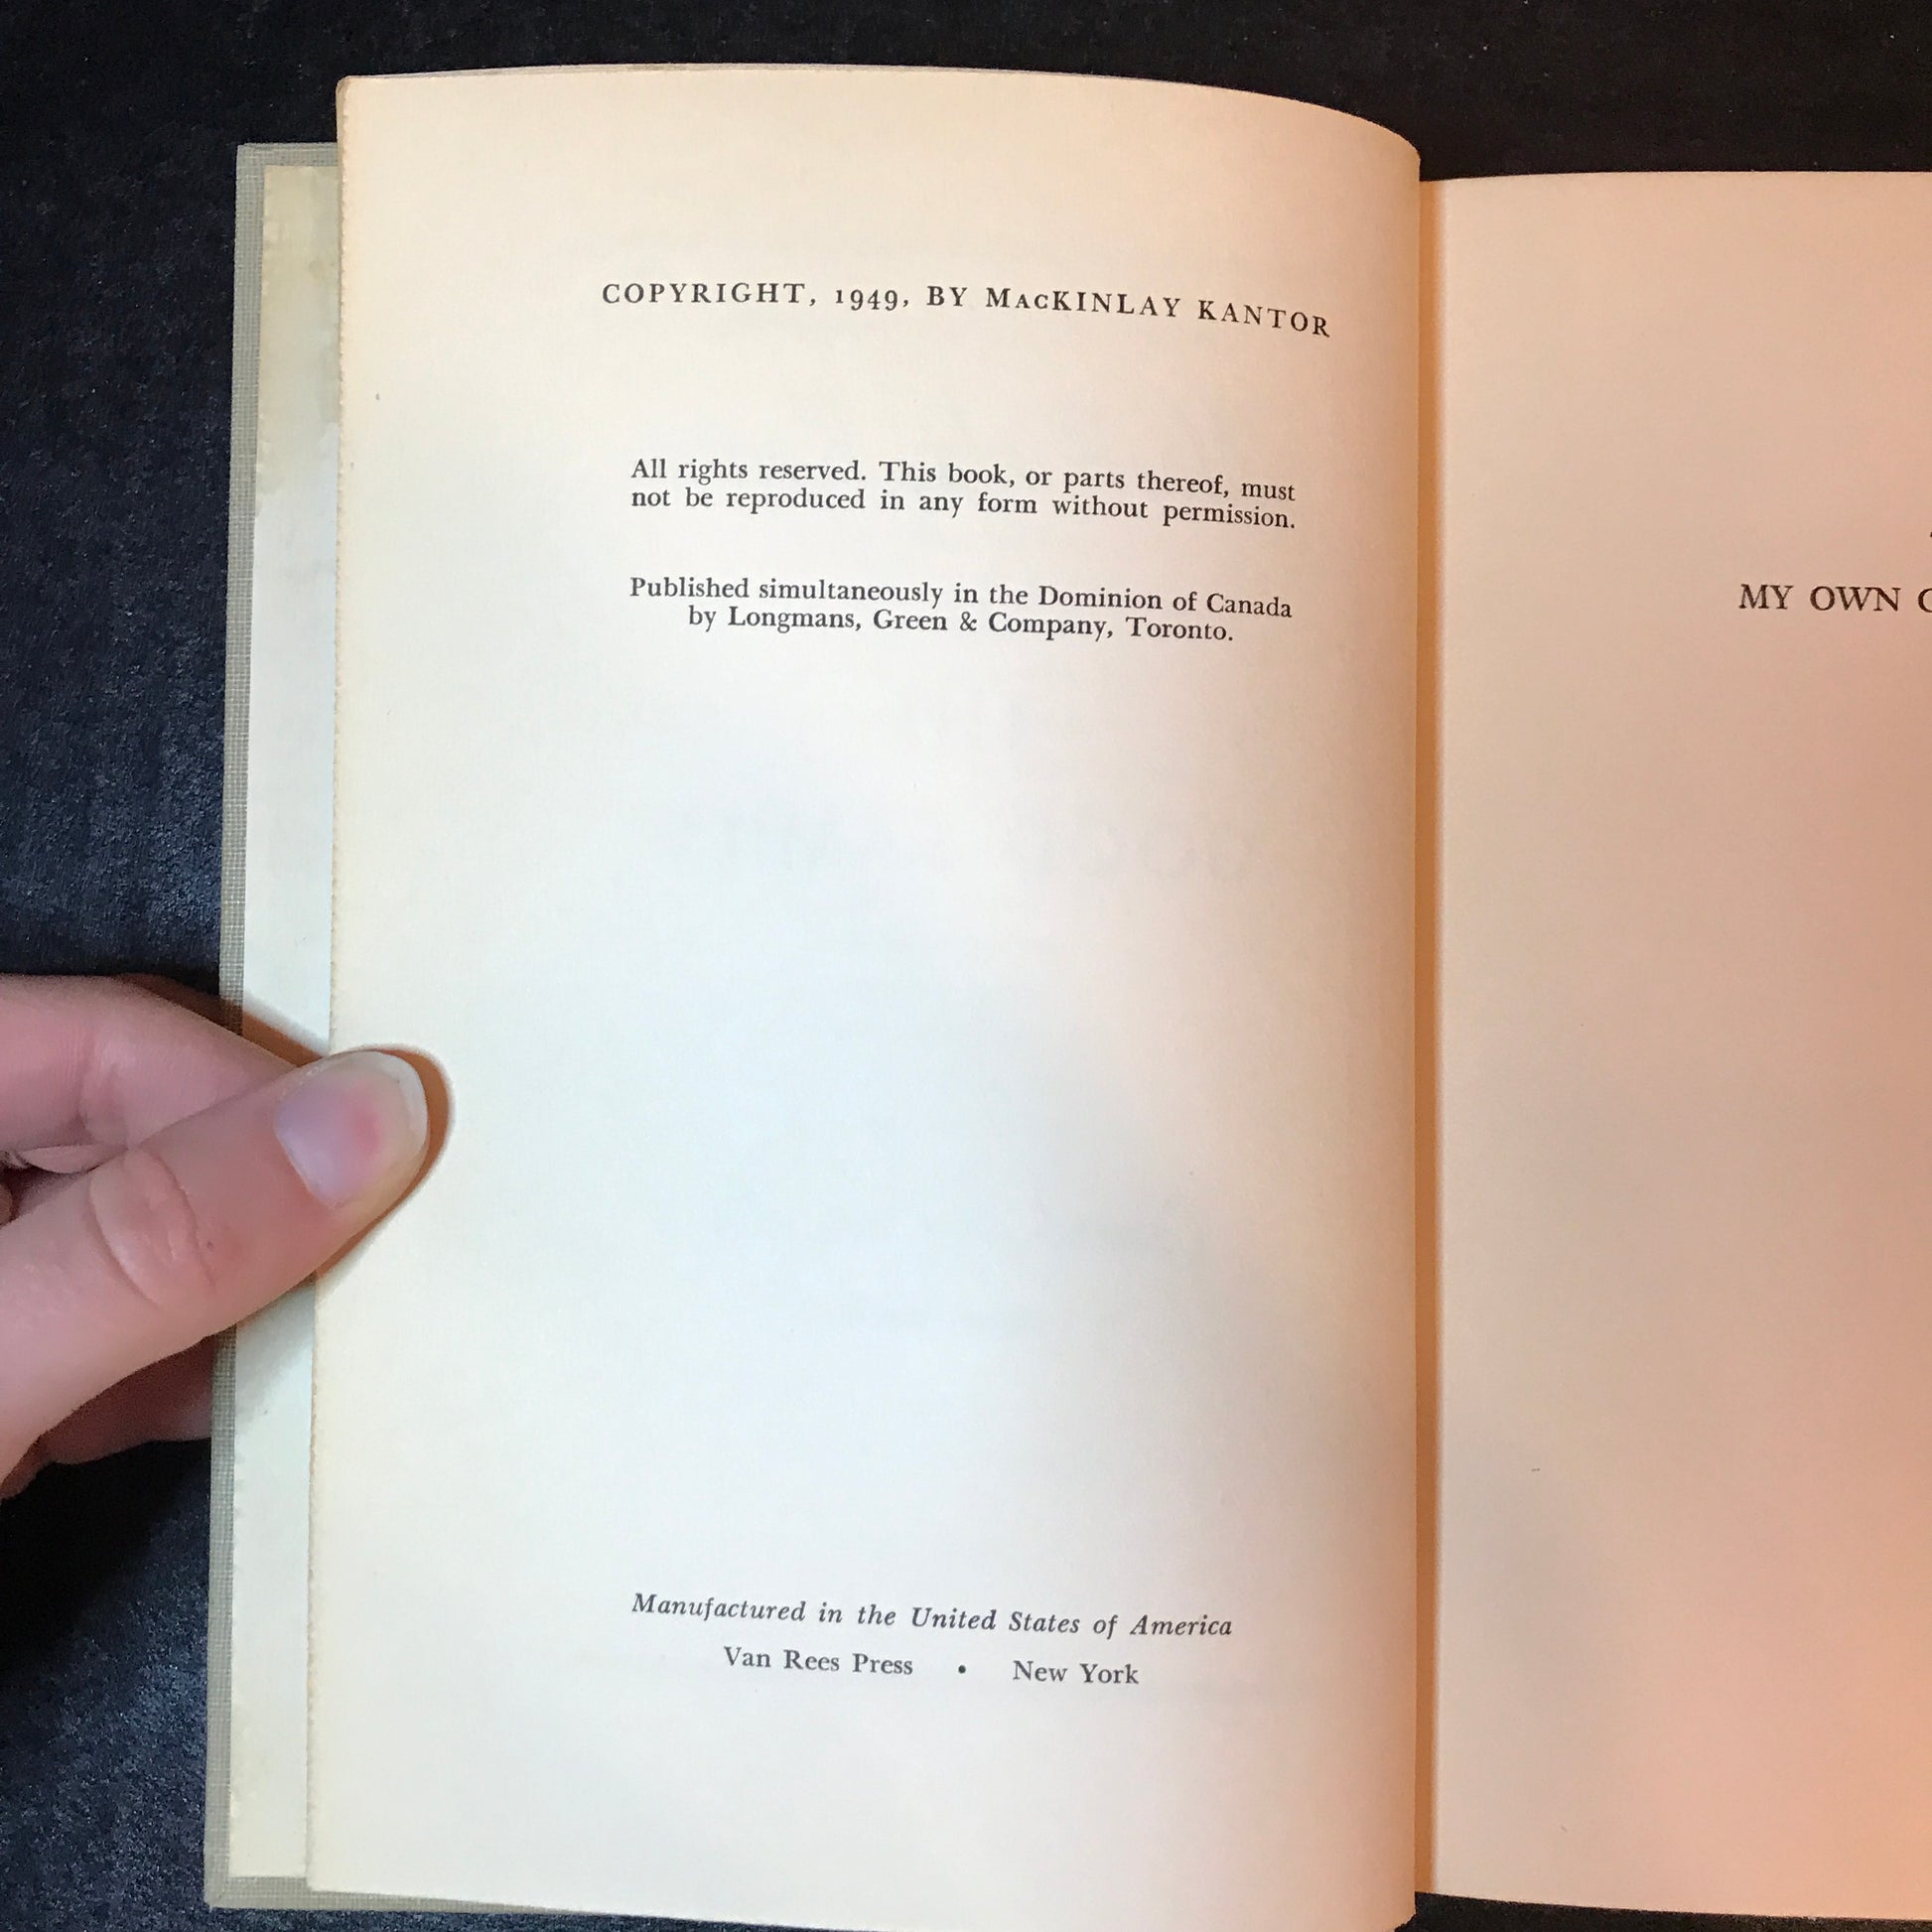 COPYRIGHT, 1949, BY MacKINLAY KANTOR
All rights reserved. This book, or parts thereof, must
not be reproduced in any form without permission.
Published simultaneously in the Dominion of Canada
by Longmans, Green & Company, Toronto.
Manufactured in the United States of America
Van Rees Press • New York
MY OWN